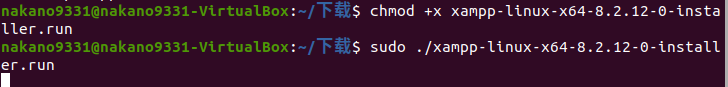 nakano9331@nakano9331-VirtualBox:~/下载$ chmod +x xampp-linux-x64-8.2.12-0-insta
ller.run
nakano9331@nakano9331-VirtualBox:~/下载$ sudo ./xampp-linux-x64-8.2.12-0-install
er.run